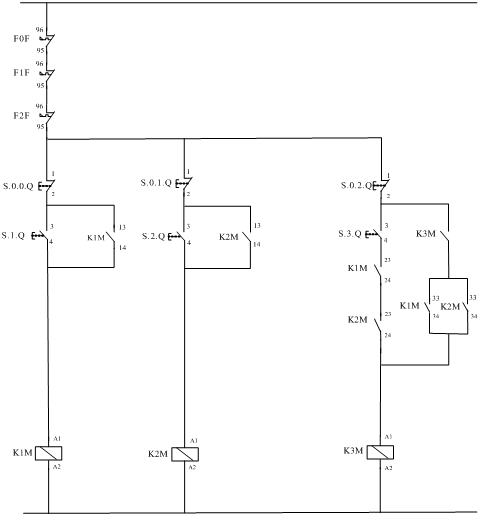 96
F0F
95
96
F1F
95
96
F2F
95
1
S.0.0.Q
2
1
S.0.1.Q
2
1
S.0.2.Q
2
3
S.1.Q
4
13
K1M
14
3
S.2.Q
4
13
K2M
14
3
S.3.Q
4
K3M
23
K1M
24
33
K1M
34
33
K2M
34
23
K2M
24
A1
K1M
A2
A1
K2M
A2
A1
K3M
A2